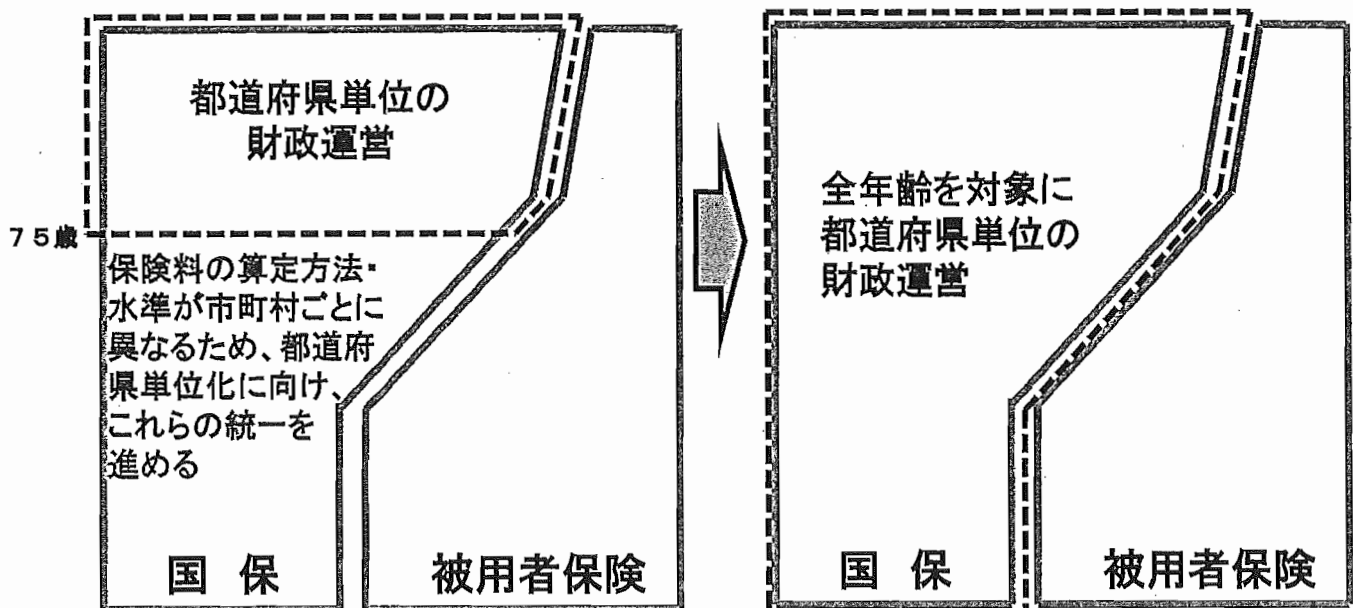 都道府県単位の
財政運営
75歳
保険料の算定方法・
水準が市町村ごとに
異なるため、都道府
県単位化に向け、
これらの統一を
進める
国 保
被用者保険
全年齢を対象に
都道府県単位の
財政運営
国 保
被用者保険